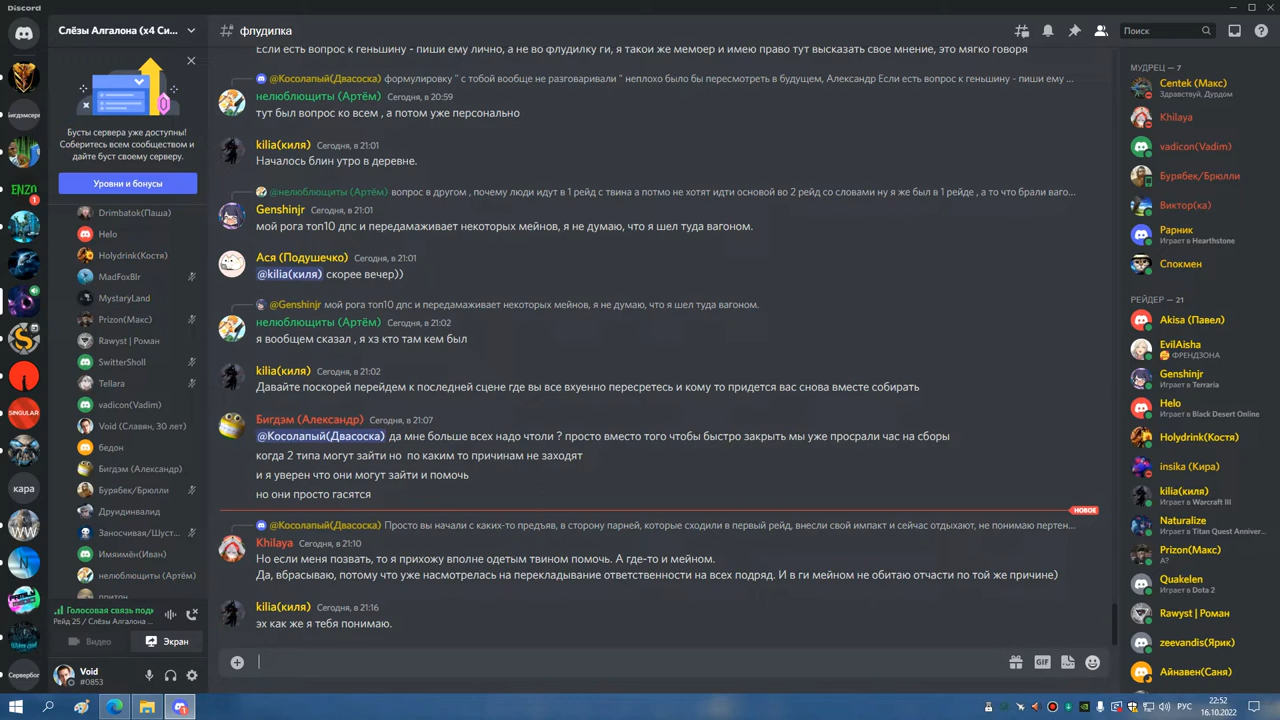 Discord
Слёзы Алгалона (x4 Си...
флудилка
Поиск
Бигдэмсерв
ENZO
1
SINGULAR
кара
Сервербог
Бусты сервера уже доступны!
Соберитесь всем сообществом и
дайте буст своему серверу.
Уровни и бонусы
Drimbatok(Паша)
Helo
Holydrink(Костя)
MadFoxBlr
MystaryLand
Prizon(Макс)
Rawyst | Роман
SwitterSholl
Tellara
vadicon(Vadim)
Void (Славян, 30 лет)
бедон
Бигдэм (Александр)
Бурябек/Брюлли
Друидинвалид
Заносчивая/Шуст...
Имяимён(Иван)
нелюблющиты (Артём)
притон
Голосовая связь подк
Рейд 25 / Слёзы Алгалона ...
Видео
Экран
Void
#0853
Если есть вопрос к геньшину - пиши ему лично, а не во флудилку ги, я такои же мемоер и имею право тут высказать свое мнение, это мягко говоря
@Косолапый(Двасоска) формулировку " с тобой вообще не разговаривали " неплохо было бы пересмотреть в будущем, Александр Если есть вопрос к геньшину - пиши ему ...
нелюблющиты (Артём) Сегодня, в 20:59
тут был вопрос ко всем , а потом уже персонально
kilia(киля) Сегодня, в 21:01
Началось блин утро в деревне.
@нелюблющиты (Артём) вопрос в другом , почему люди идут в 1 рейд с твина а потмо не хотят идти основой во 2 рейд со словами ну я же был в 1 рейде , а то что брали ваго...
Genshinjr Сегодня, в 21:01
мой рога топ10 дпс и передамаживает некоторых мейнов, я не думаю, что я шел туда вагоном.
Ася (Подушечко) Сегодня, в 21:01
@kilia(киля) скорее вечер))
@Genshinjr мой рога топ10 дпс и передамаживает некоторых мейнов, я не думаю, что я шел туда вагоном.
нелюблющиты (Артём) Сегодня, в 21:02
я вообщем сказал , я хз кто там кем был
kilia(киля) Сегодня, в 21:02
Давайте поскорей перейдем к последней сцене где вы все вхуенно пересретесь и кому то придется вас снова вместе собирать
Бигдэм (Александр) Сегодня, в 21:07
@Косолапый(Двасоска) да мне больше всех надо чтоли ? просто вместо того чтобы быстро закрыть мы уже просрали час на сборы
когда 2 типа могут зайти но по каким то причинам не заходят
и я уверен что они могут зайти и помочь
но они просто гасятся
НОВОЕ
@Косолапый(Двасоска) Просто вы начали с каких-то предъяв, в сторону парней, которые сходили в первый рейд, внесли свой импакт и сейчас отдыхают, не понимаю пертен...
Khilaya Сегодня, в 21:10
Но если меня позвать, то я прихожу вполне одетым твином помочь. А где-то и мейном.
Да, вбрасываю, потому что уже насмотрелась на перекладывание ответственности на всех подряд. И в ги мейном не обитаю отчасти по той же причине)
kilia(киля) Сегодня, в 21:16
эх как же я тебя понимаю.
GIF
МУДРЕЦ — 7
Centek (Макс)
Здравствуй, Дурдом
Khilaya
vadicon(Vadim)
Бурябек/Брюлли
Виктор(ка)
Рарник
Играет в Hearthstone
Спокмен
РЕЙДЕР — 21
Akisa (Павел)
EvilAisha
ФРЕНДЗОНА
Genshinjr
Играет в Terraria
Helo
Играет в Black Desert Online
Holydrink(Костя)
insika (Кира)
kilia(киля)
Играет в Warcraft III
Naturalize
Играет в Titan Quest Anniver...
Prizon(Макс)
А?
Quakelen
Играет в Dota 2
Rawyst | Роман
zeevandis(Ярик)
Айнавен(Саня)
РУС
22:52
16.10.2022